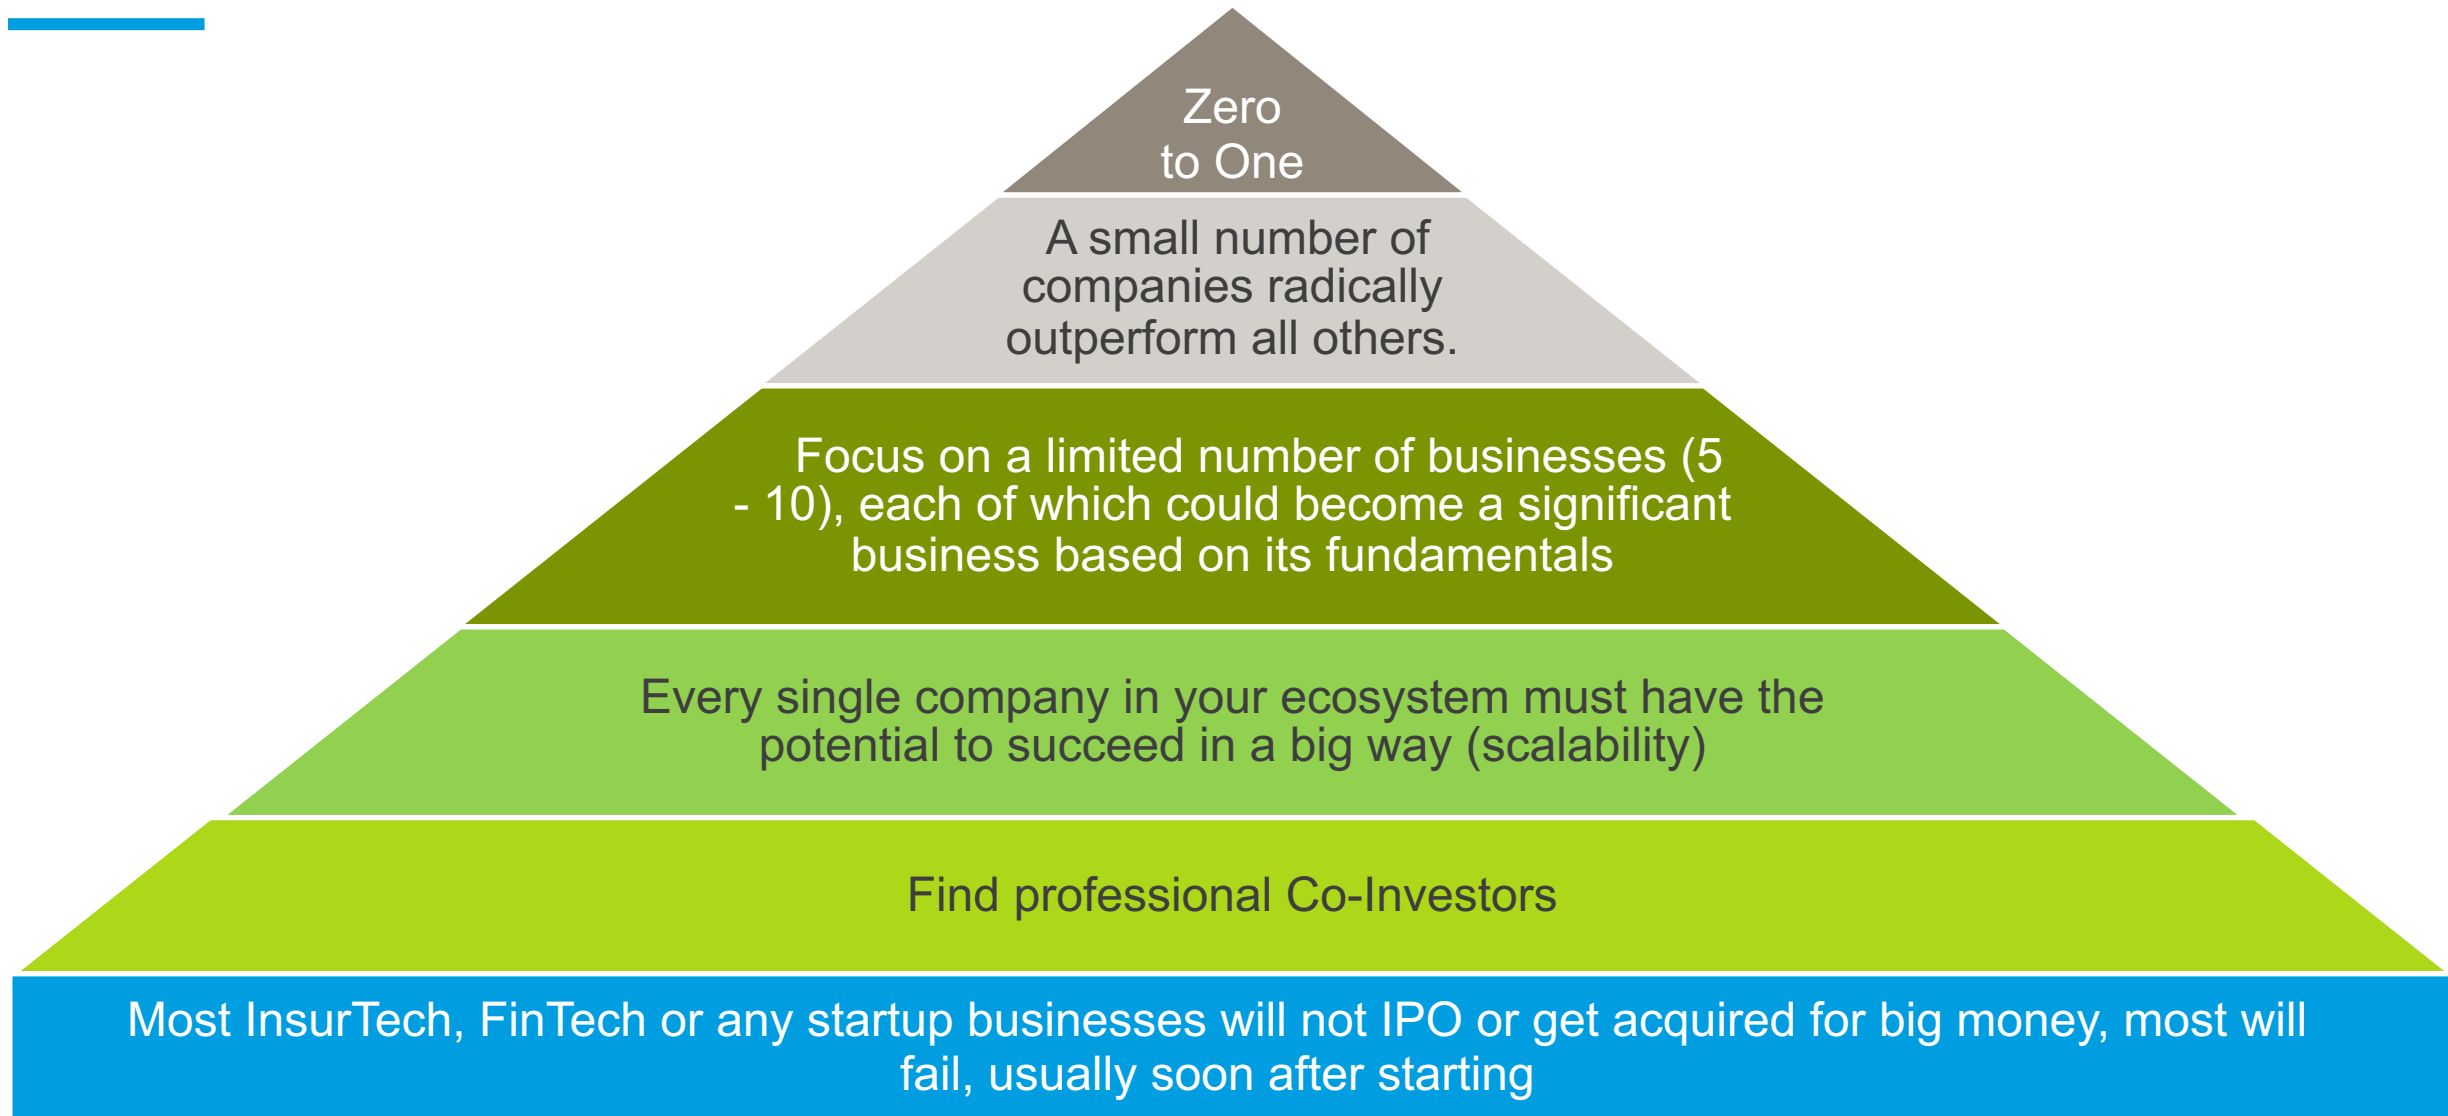 Zero
to One
A small number of
companies radically
outperform all others.
Focus on a limited number of businesses (5
- 10), each of which could become a significant
business based on its fundamentals
Every single company in your ecosystem must have the
potential to succeed in a big way (scalability)
Find professional Co-Investors
Most InsurTech, FinTech or any startup businesses will not IPO or get acquired for big money, most will
fail, usually soon after starting